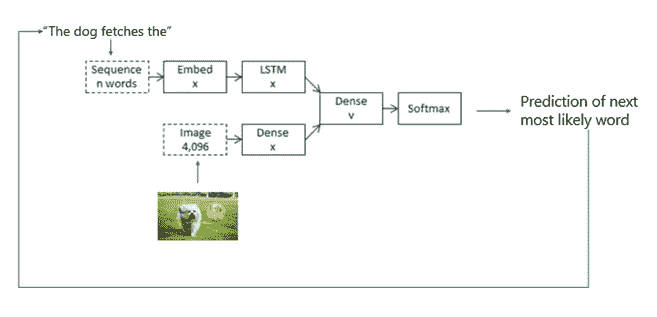 "The dog fetches the"
Sequence
n words
Embed
x
LSTM
x
Dense
v
Softmax
Prediction of next
most likely word
Image
4,096
Dense
x